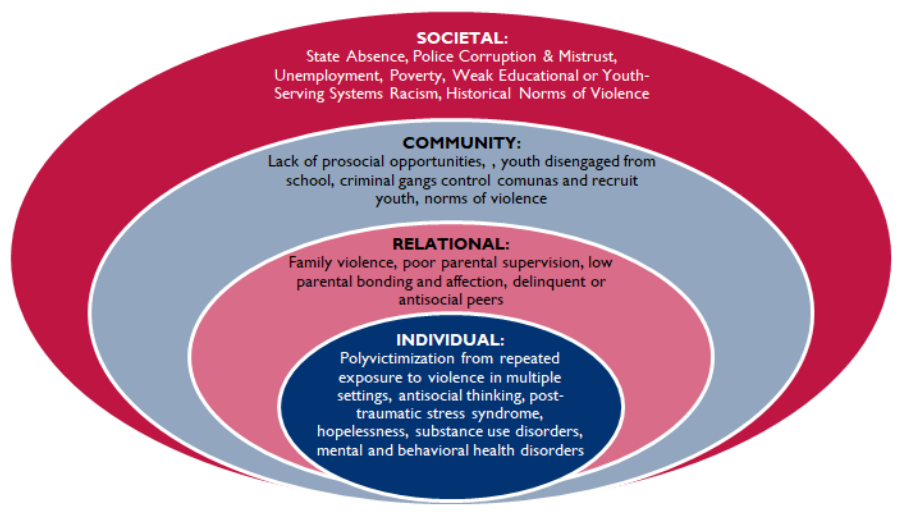 SOCIETAL:
State Absence, Police Corruption & Mistrust,
Unemployment, Poverty, Weak Educational or Youth-
Serving Systems Racism, Historical Norms of Violence
COMMUNITY:
Lack of prosocial opportunities, , youth disengaged from
school, criminal gangs control comunas and recruit
youth, norms of violence
RELATIONAL:
Family violence, poor parental supervision, low
parental bonding and affection, delinquent or
antisocial peers
INDIVIDUAL:
Polyvictimization from repeated
exposure to violence in multiple
settings, antisocial thinking, post-
traumatic stress syndrome,
hopelessness, substance use disorders,
mental and behavioral health disorders